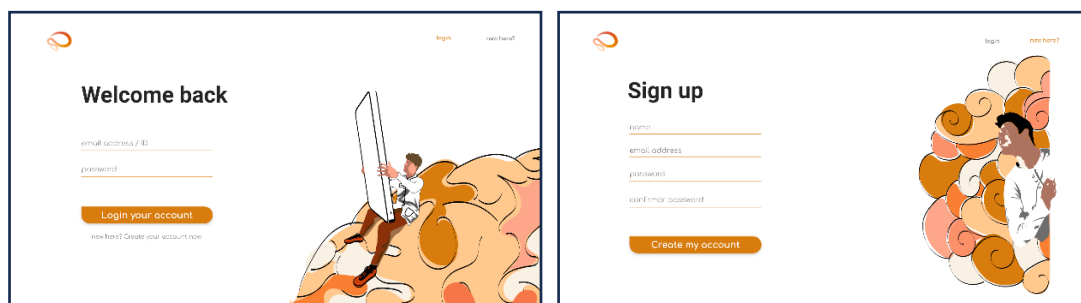 login
new here?
Welcome back
email address / ID
password
Login your account
new here? Create your account now
login
new here?
Sign up
name
email address
password
confirmar password
Create my account